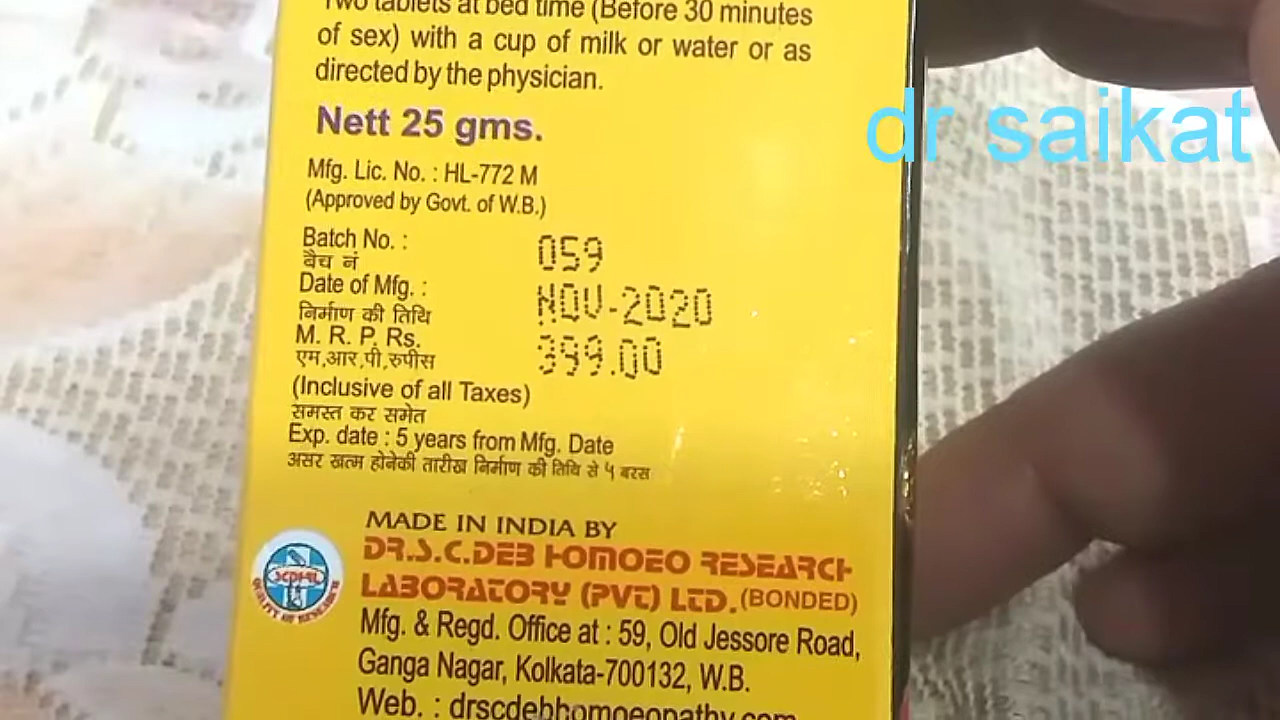 Two tablets at bed time (Before 30 minutes
of sex) with a cup of milk or water or as
directed by the physician.
dr saikat
Nett 25 gms.
Mfg. Lic. No. : HL-772 M
(Approved by Govt. of W.B.)
Batch No. : 059
बैच नं
Date of Mfg. : NOV-2020
निर्माण की तिथि
M. R. P. Rs. 399.00
एम.आर.पी.रुपीस
(Inclusive of all Taxes)
समस्त कर समेत
Exp. date : 5 years from Mfg. Date
असर खत्म होनेकी तारीख निर्माण की तिथि से ५ बरस
MADE IN INDIA BY
DR.S.C.DEB HOMOEO RESEARCH
LABORATORY (PVT) LTD. (BONDED)
SCDHRL
Mfg. & Regd. Office at : 59, Old Jessore Road,
Ganga Nagar, Kolkata-700132, W.B.
Web. : drscdebhomoeopathy.com